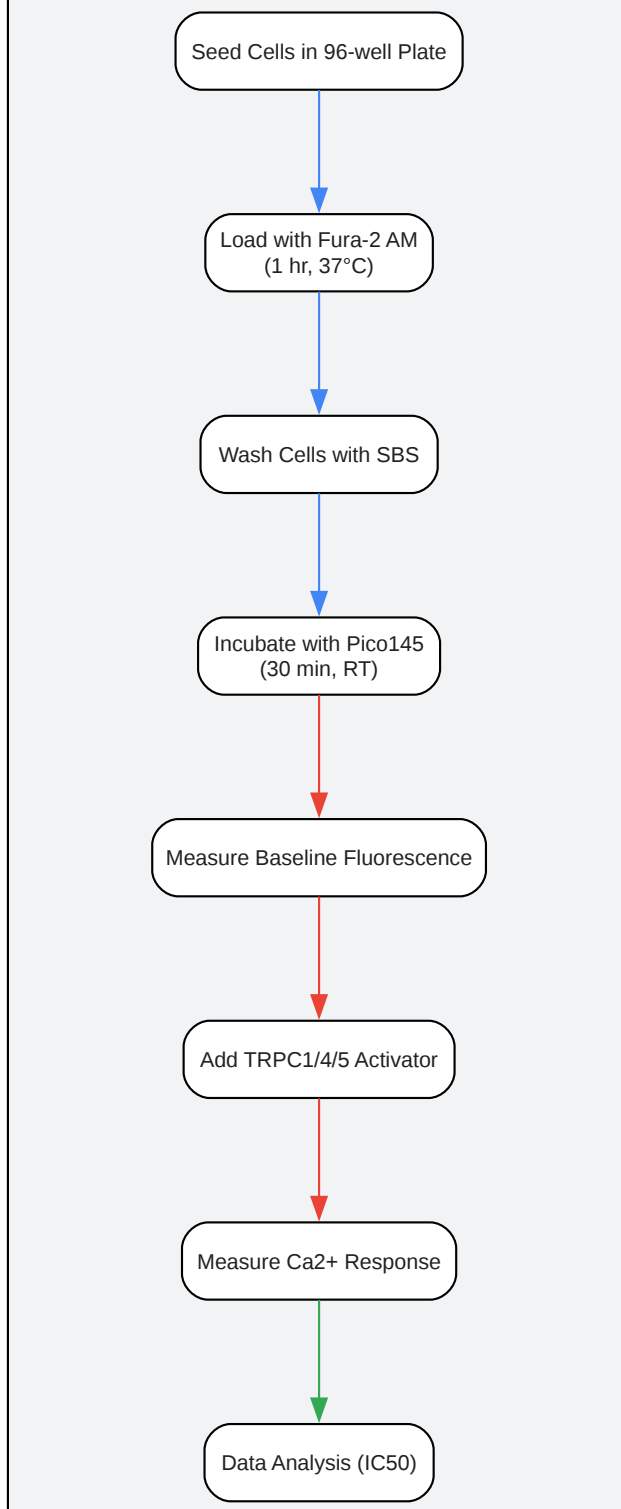 Seed Cells in 96-well Plate
Load with Fura-2 AM
(1 hr, 37°C)
Wash Cells with SBS
Incubate with Pico145
(30 min, RT)
Measure Baseline Fluorescence
Add TRPC1/4/5 Activator
Measure Ca2+ Response
Data Analysis (IC50)